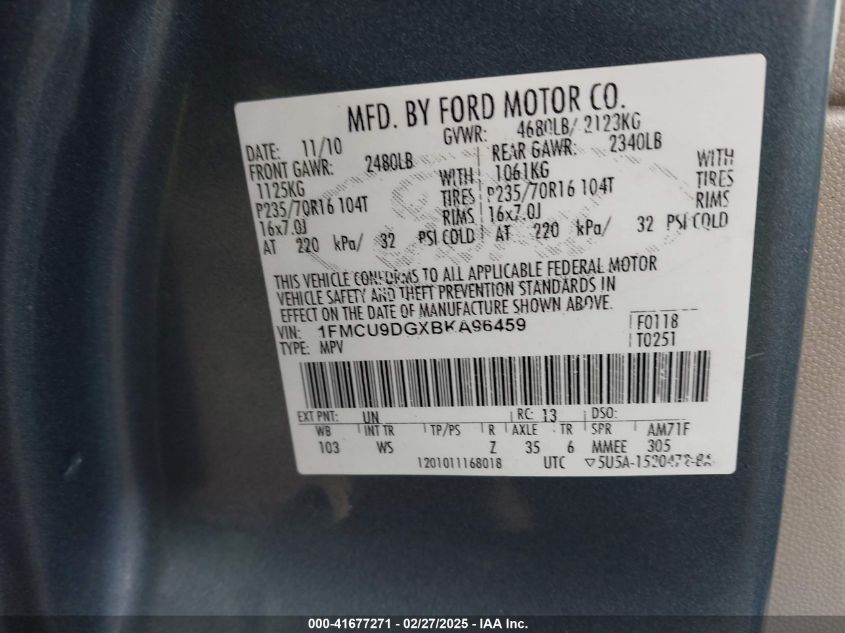 MFD. BY FORD MOTOR CO.
DATE: 11/10 GVWR: 4680LB/ 2123KG
FRONT GAWR: 2480LB REAR GAWR: 2340LB
1125KG WITH 1061KG WITH
P235/70R16 104T TIRES P235/70R16 104T TIRES
16x7.0J RIMS 16x7.0J RIMS
AT 220 kPa/ 32 PSI COLD AT 220 kPa/ 32 PSI COLD
THIS VEHICLE CONFORMS TO ALL APPLICABLE FEDERAL MOTOR
VEHICLE SAFETY AND THEFT PREVENTION STANDARDS IN
EFFECT ON THE DATE OF MANUFACTURE SHOWN ABOVE.
VIN: 1FMCU9DGXBKA96459 F0118
TYPE: MPV T0251
EXT PNT: UN RC: 13 DSO:
WB INT TR TP/PS R AXLE TR SPR AM71F
103 WS Z 35 6 MMEE 305
1201011168018 UTC
000-41677271 - 02/27/2025 - IAA Holdings, LLC.